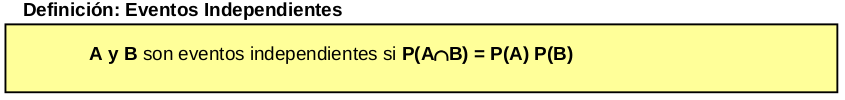 Definición: Eventos Independientes
A y B son eventos independientes si P(A∩B) = P(A) P(B)